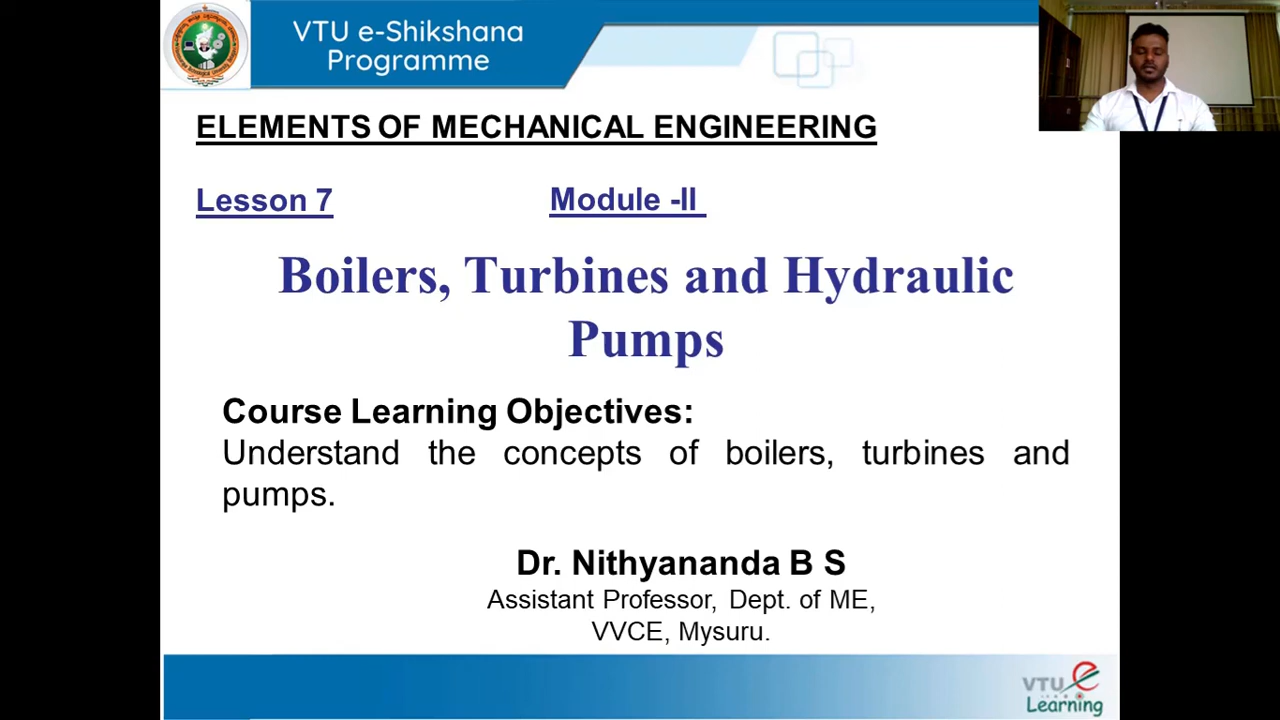 VTU e-Shikshana
Programme
ELEMENTS OF MECHANICAL ENGINEERING
Lesson 7 Module -II
Boilers, Turbines and Hydraulic
Pumps
Course Learning Objectives:
Understand the concepts of boilers, turbines and
pumps.
Dr. Nithyananda B S
Assistant Professor, Dept. of ME,
VVCE, Mysuru.
VTU e
Learning